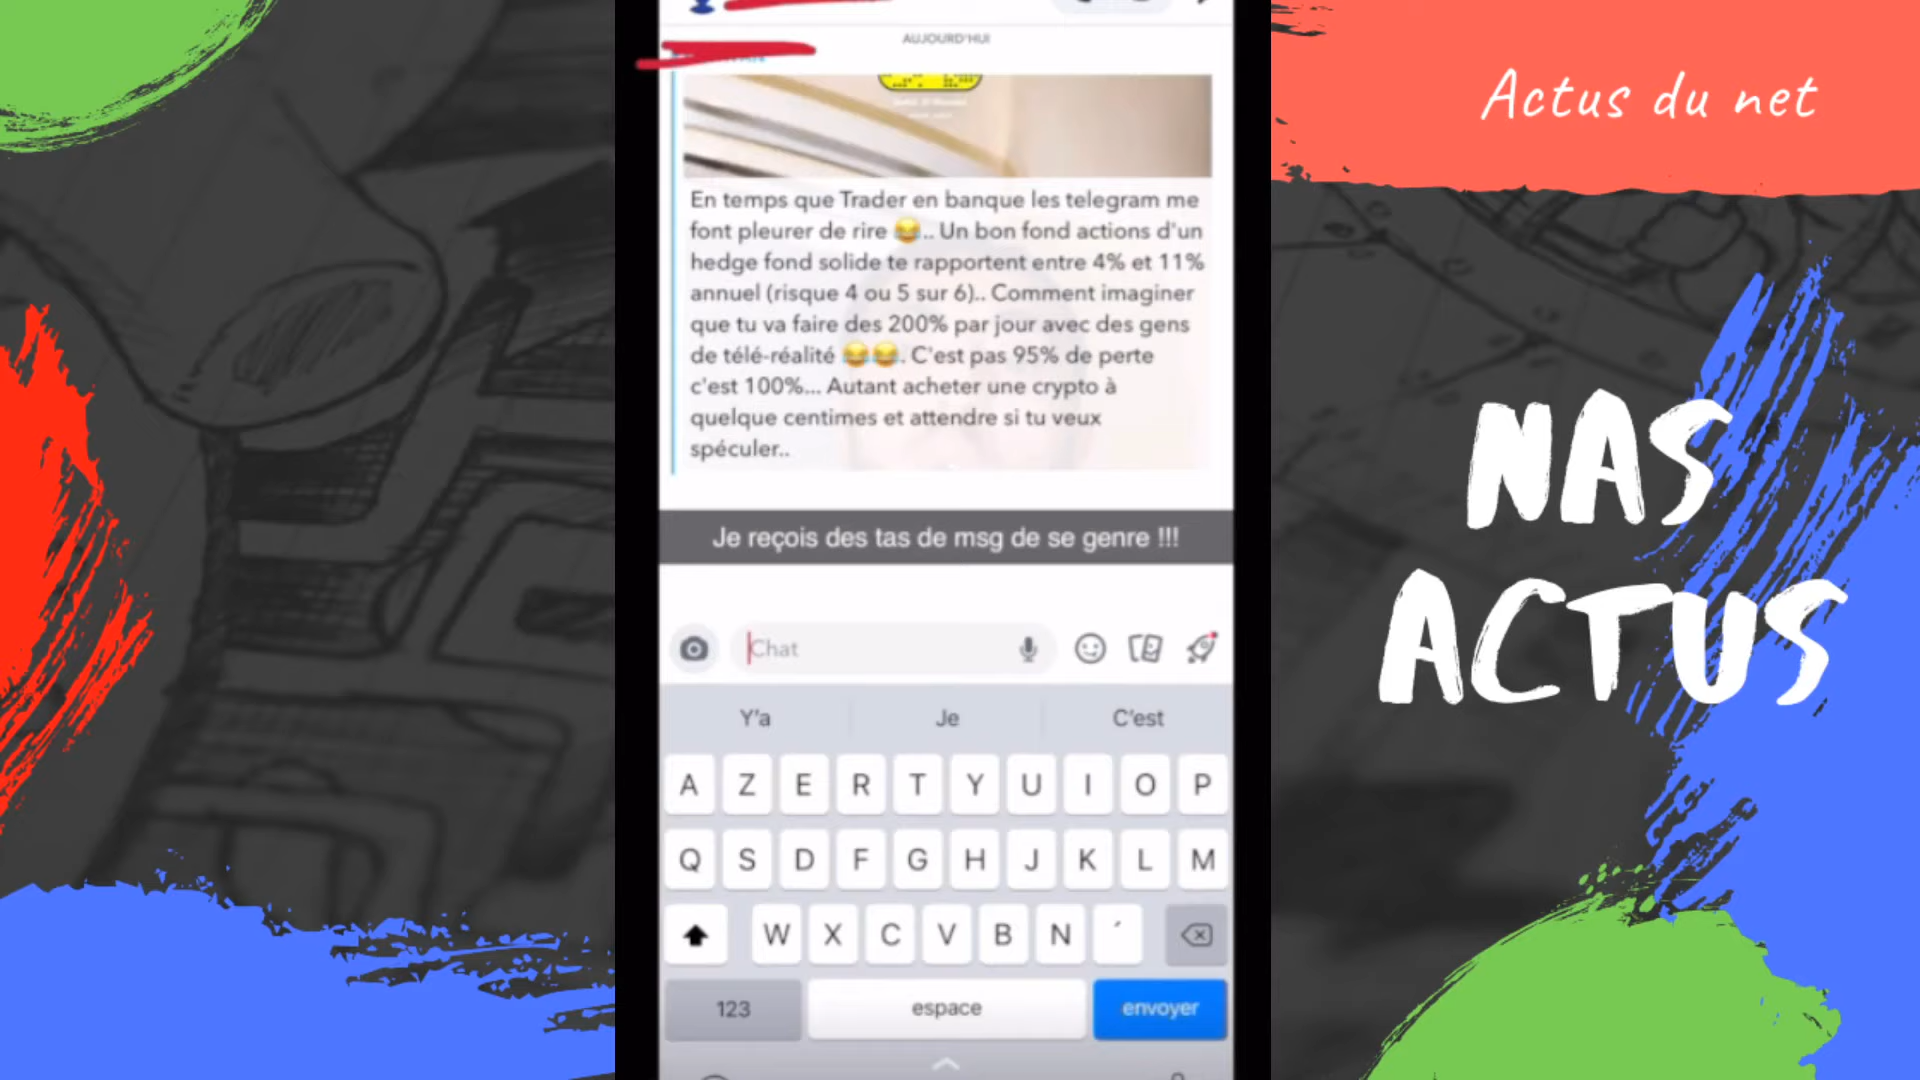 AUJOURD'HUI
En temps que Trader en banque les telegram me
font pleurer de rire 😂.. Un bon fond actions d'un
hedge fond solide te rapportent entre 4% et 11%
annuel (risque 4 ou 5 sur 6).. Comment imaginer
que tu va faire des 200% par jour avec des gens
de télé-réalité 😂😂. C'est pas 95% de perte
c'est 100%... Autant acheter une crypto à
quelque centimes et attendre si tu veux
spéculer..
Je reçois des tas de msg de se genre !!!
Chat
Y'a Je C'est
A Z E R T Y U I O P
Q S D F G H J K L M
W X C V B N ´
123 espace envoyer
Actus du net
NAS
ACTUS